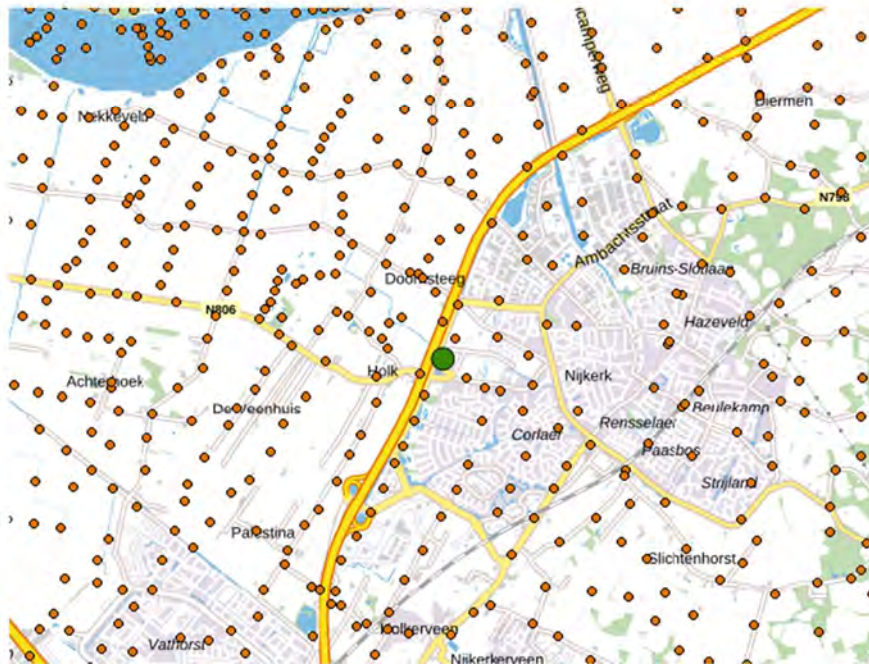 Nekkeveld
Diermen
N798
Ambachtsstraat
Bruins-Slotlaan
Doornsteeg
N806
Hazeveld
Holk
Nijkerk
Achterhoek
De Veenhuis
Beulekamp
Rensselaer
Corlaer
Paasbos
Strijland
Palestina
Slichtenhorst
Vathorst
Holkerveen
Nijkerkerveen